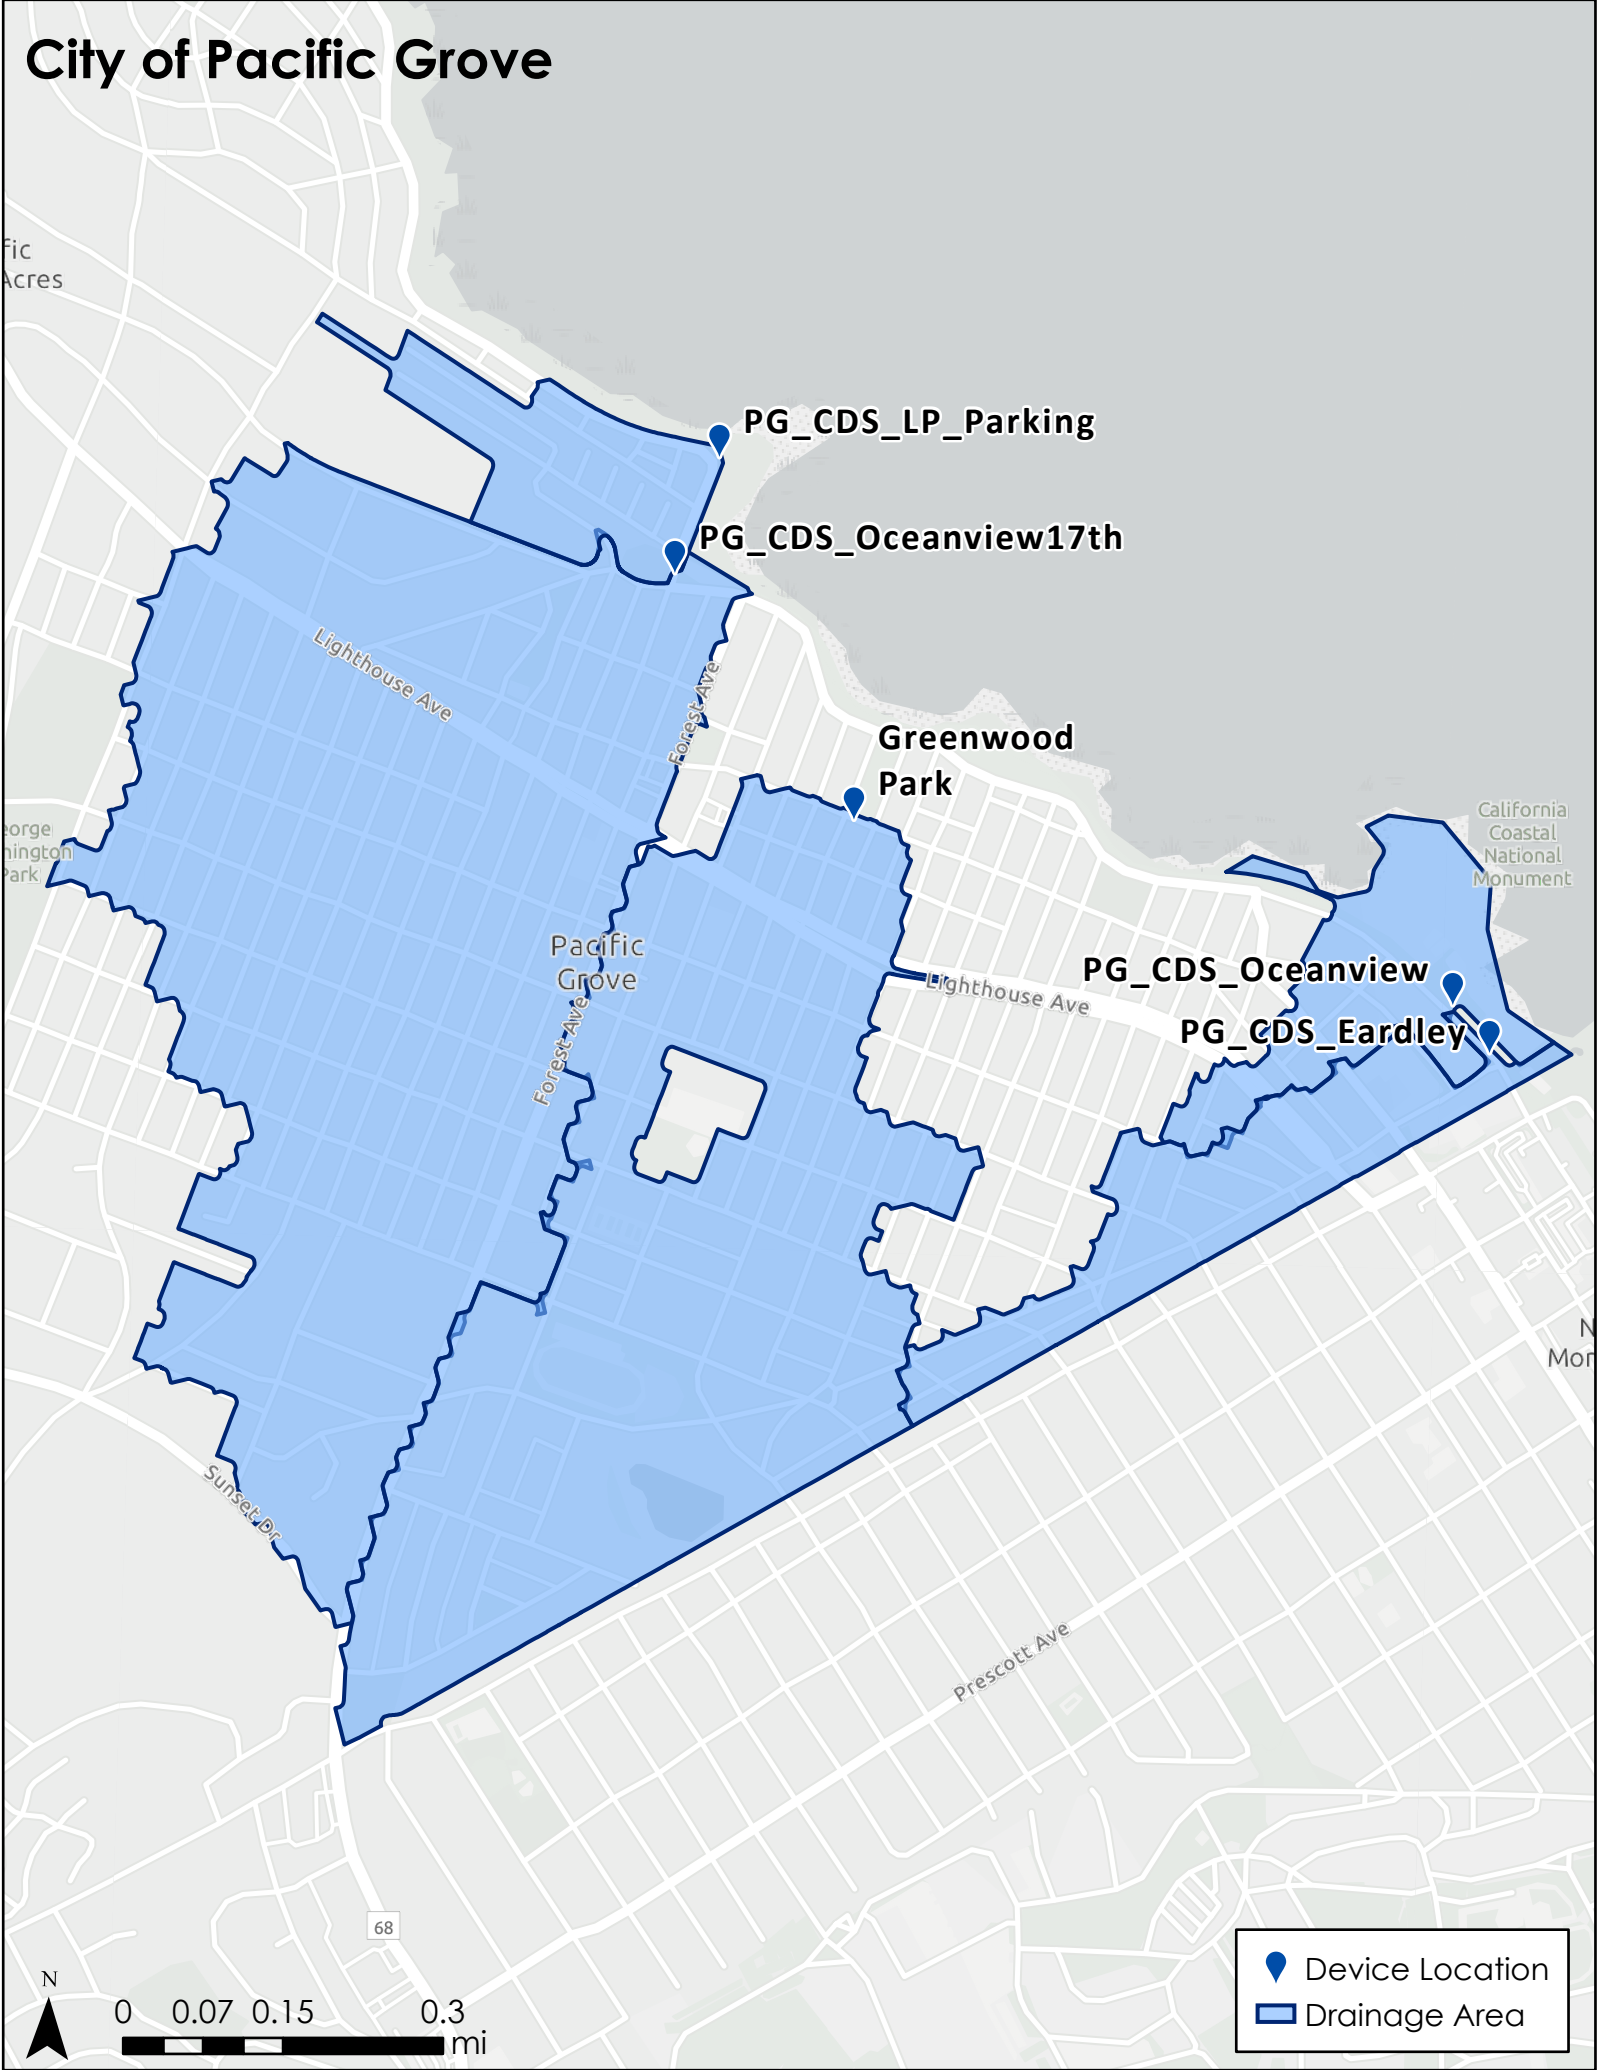 City of Pacific Grove
fic
Acres
PG_CDS_LP_Parking
PG_CDS_Oceanview17th
Lighthouse Ave
Forest Ave
Greenwood
Park
eorge
hington
Park
California
Coastal
National
Monument
Pacific
Grove
Lighthouse Ave
PG_CDS_Oceanview
PG_CDS_Eardley
Forest Ave
N
Mor
Sunset Dr
Prescott Ave
68
N
0 0.07 0.15 0.3
mi
Device Location
Drainage Area